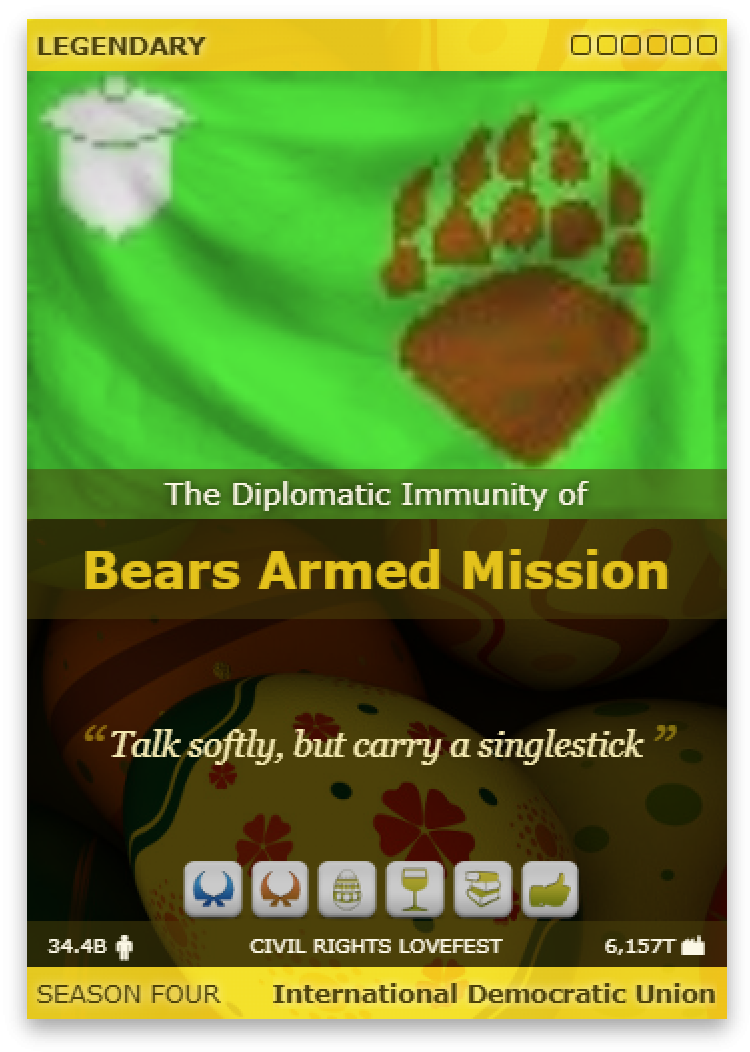 LEGENDARY
The Diplomatic Immunity of
Bears Armed Mission
“Talk softly, but carry a singlestick ”
34.4B CIVIL RIGHTS LOVEFEST 6,157T
SEASON FOUR International Democratic Union